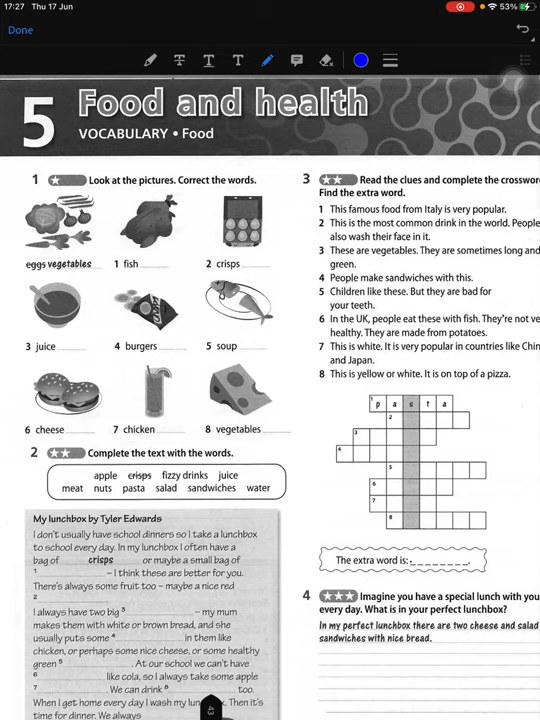 17:27 Thu 17 Jun
53%
Done
5
Food and health
VOCABULARY • Food
1 Look at the pictures. Correct the words.
eggs vegetables
1 fish
2 crisps
3 juice
4 burgers
5 soup
6 cheese
7 chicken
8 vegetables
2 Complete the text with the words.
apple crisps fizzy drinks juice
meat nuts pasta salad sandwiches water
My lunchbox by Tyler Edwards
I don't usually have school dinners so I take a lunchbox
to school every day. In my lunchbox I often have a
bag of crisps or maybe a small bag of
1 – I think these are better for you.
There's always some fruit too – maybe a nice red
2
I always have two big 3 – my mum
makes them with white or brown bread, and she
usually puts some 4 in them like
chicken, or perhaps some nice cheese, or some healthy
green 5 . At our school we can't have
6 like cola, so I always take some apple
7 . We can drink 8 too.
When I get home every day I wash my Then it's
time for dinner. We always
43
3 Read the clues and complete the crossword
Find the extra word.
1 This famous food from Italy is very popular.
2 This is the most common drink in the world. People
also wash their face in it.
3 These are vegetables. They are sometimes long and
green.
4 People make sandwiches with this.
5 Children like these. But they are bad for
your teeth.
6 In the UK, people eat these with fish. They're not ve
healthy. They are made from potatoes.
7 This is white. It is very popular in countries like Chin
and Japan.
8 This is yellow or white. It is on top of a pizza.
1 p a s t a
2
3
4
5
6
7
8
The extra word is:
4 Imagine you have a special lunch with you
every day. What is in your perfect lunchbox?
In my perfect lunchbox there are two cheese and salad
sandwiches with nice bread.